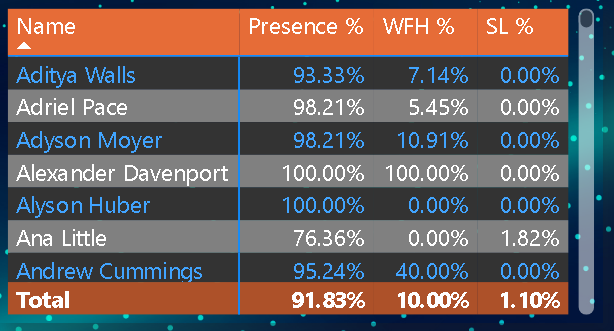 Name Presence % WFH % SL %
Aditya Walls 93.33% 7.14% 0.00%
Adriel Pace 98.21% 5.45% 0.00%
Adyson Moyer 98.21% 10.91% 0.00%
Alexander Davenport 100.00% 100.00% 0.00%
Alyson Huber 100.00% 0.00% 0.00%
Ana Little 76.36% 0.00% 1.82%
Andrew Cummings 95.24% 40.00% 0.00%
Total 91.83% 10.00% 1.10%